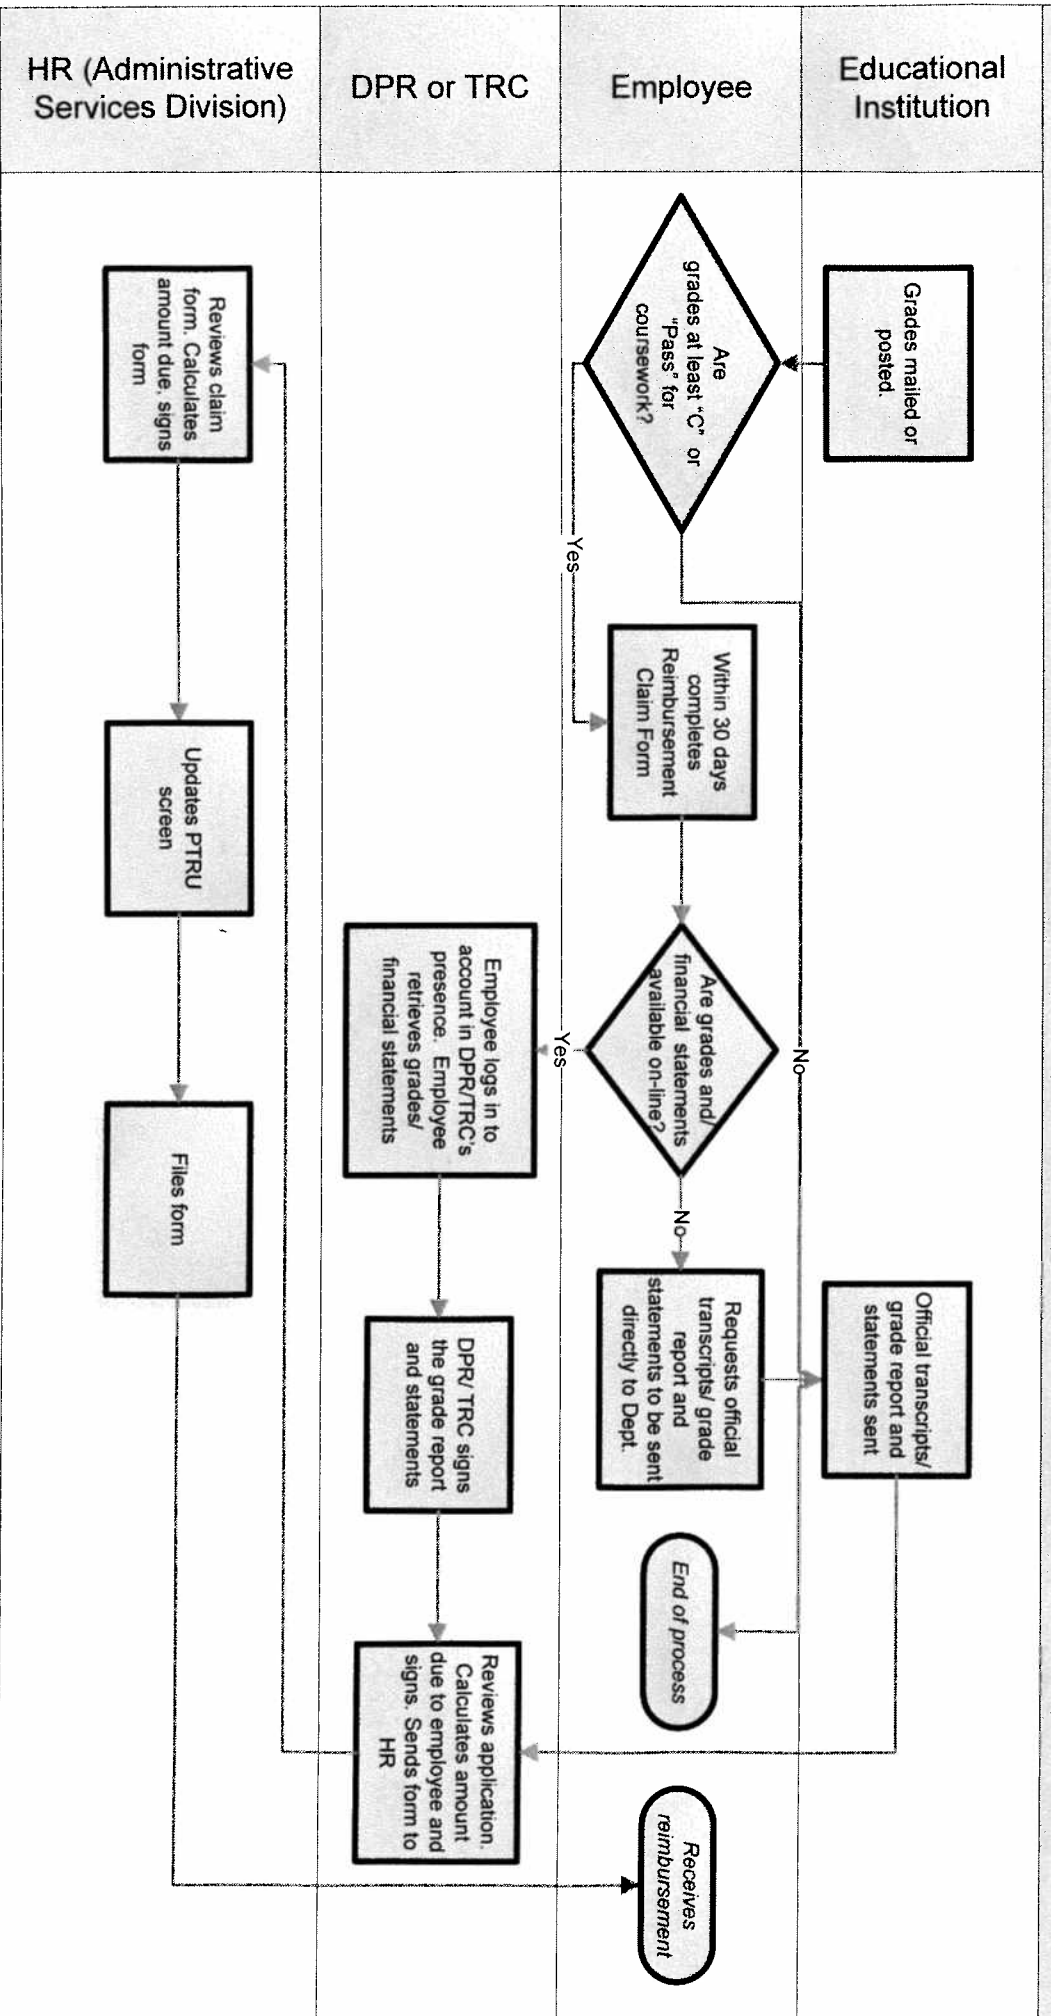 HR (Administrative
Services Division)
DPR or TRC
Employee
Educational
Institution
Grades mailed or
posted.
Are
grades at least "C" or
"Pass" for
coursework?
Yes
No
Within 30 days
completes
Reimbursement
Claim Form
Are grades and/
financial statements
available on-line?
Yes
No
Requests official
transcripts/ grade
report and
statements to be sent
directly to Dept.
Official transcripts/
grade report and
statements sent
End of process
Employee logs in to
account in DPR/TRC's
presence. Employee
retrieves grades/
financial statements
DPR/ TRC signs
the grade report
and statements
Reviews application.
Calculates amount
due to employee and
signs. Sends form to
HR
Reviews claim
form. Calculates
amount due, signs
form
Updates PTRU
screen
Files form
Receives
reimbursement